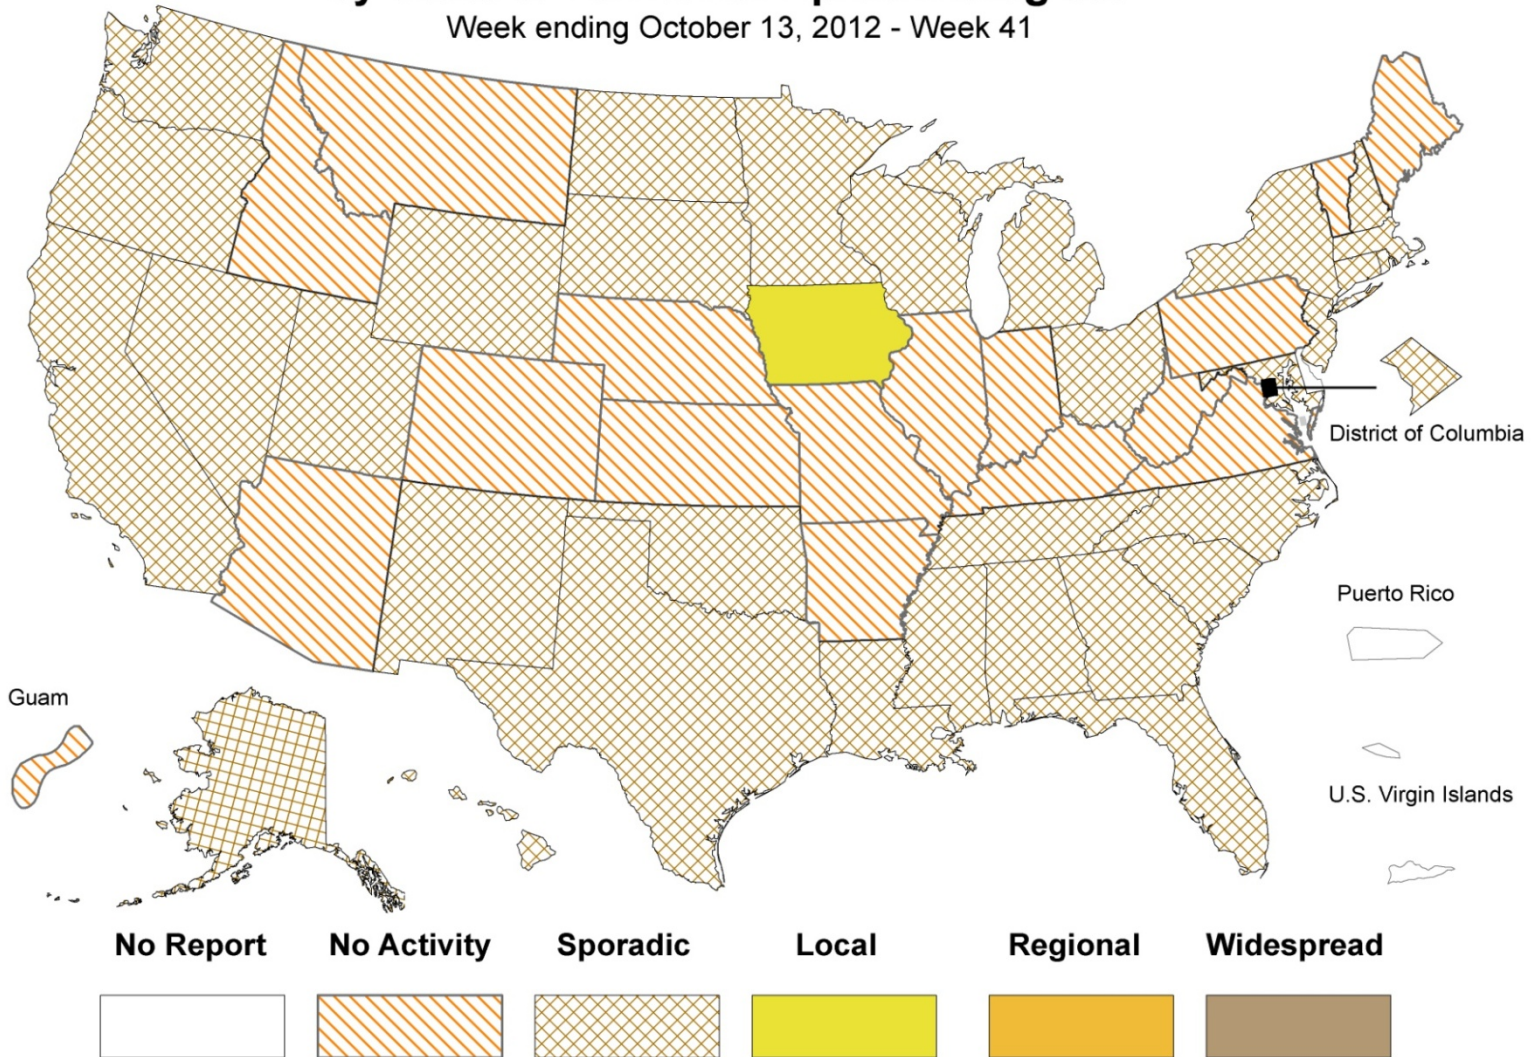 Week ending October 13, 2012 - Week 41
District of Columbia
Puerto Rico
Guam
U.S. Virgin Islands
No Report No Activity Sporadic Local Regional Widespread